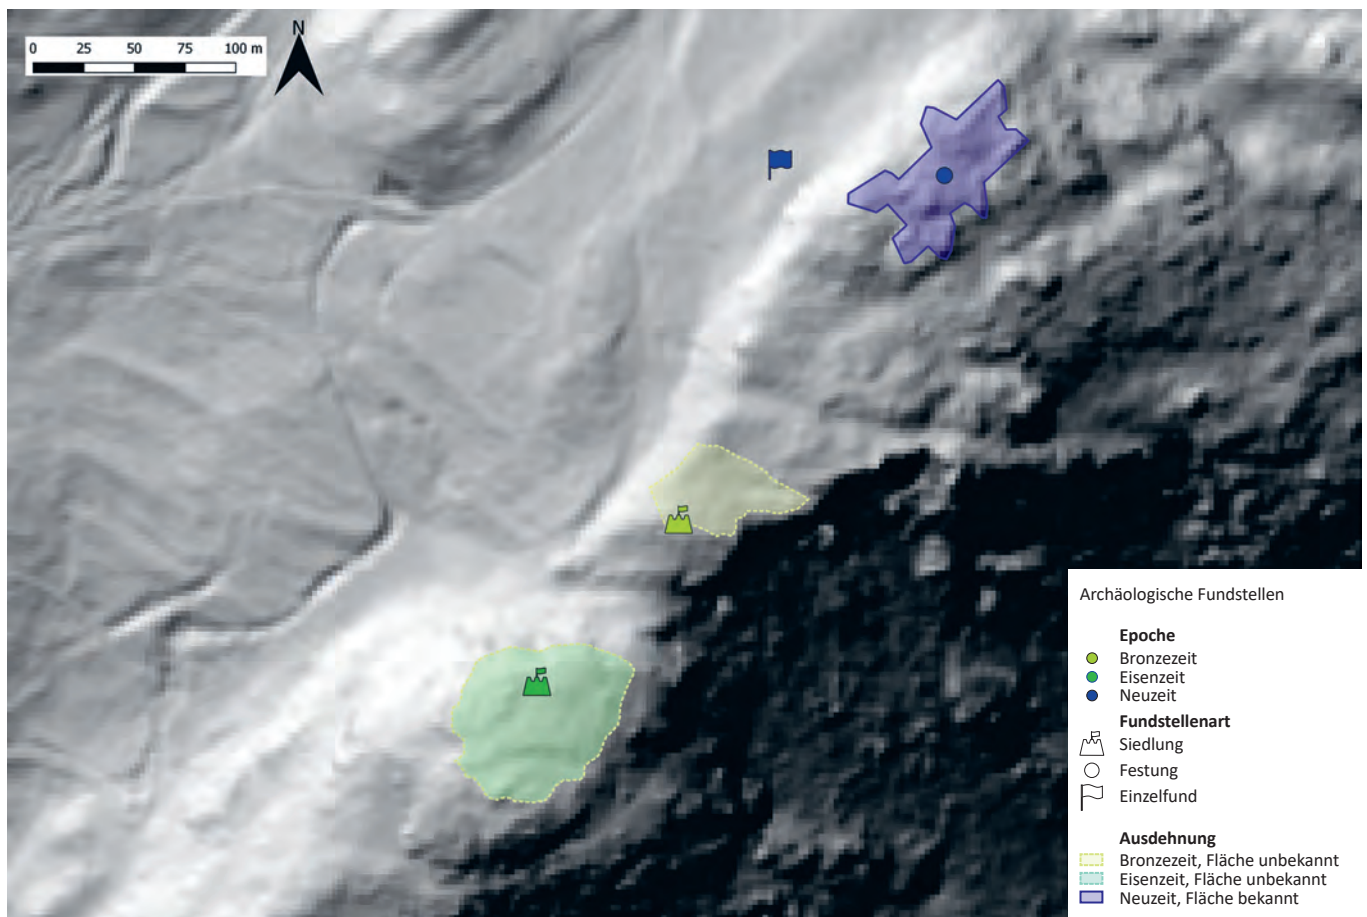 N
0 25 50 75 100 m
Archäologische Fundstellen
Epoche
Bronzezeit
Eisenzeit
Neuzeit
Fundstellenart
Siedlung
Festung
Einzelfund
Ausdehnung
Bronzezeit, Fläche unbekannt
Eisenzeit, Fläche unbekannt
Neuzeit, Fläche bekannt